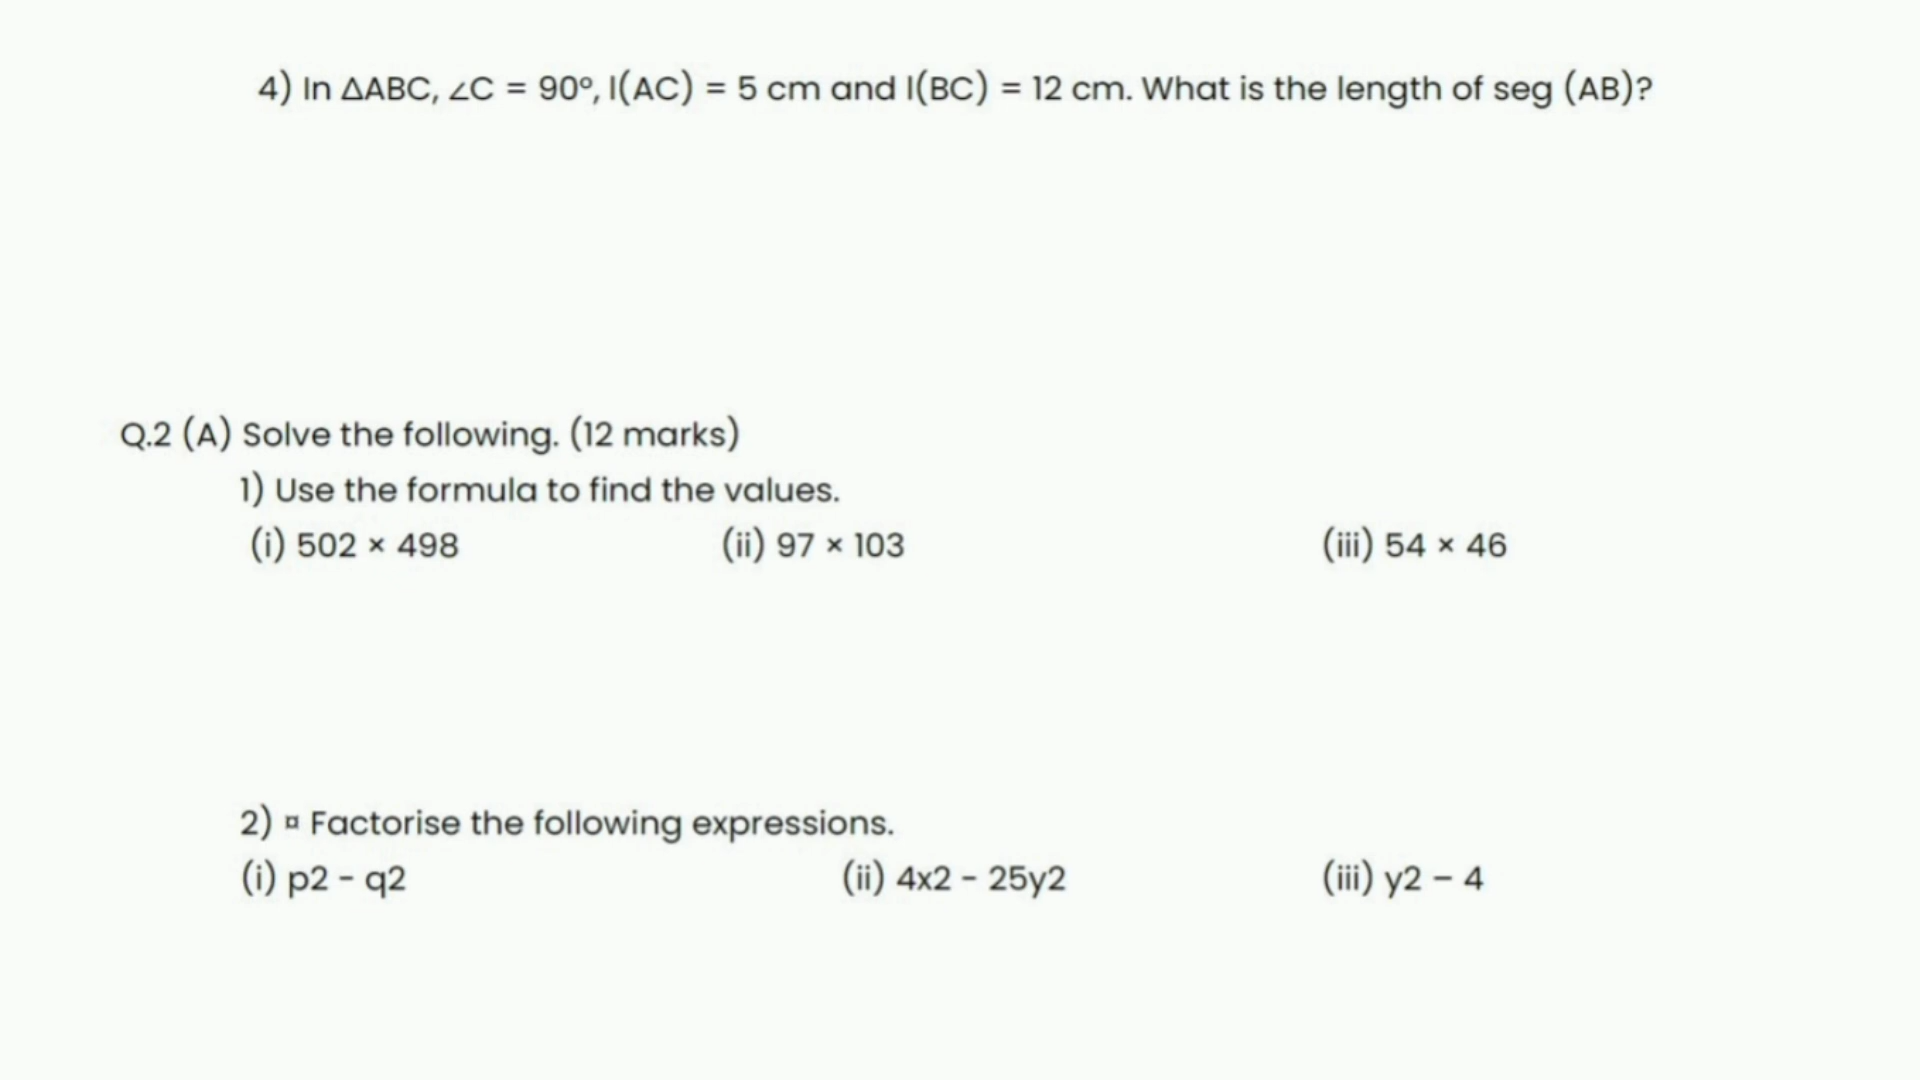 4) In ΔABC, ∠C = 90°, l(AC) = 5 cm and l(BC) = 12 cm. What is the length of seg (AB)?
Q.2 (A) Solve the following. (12 marks)
1) Use the formula to find the values.
(i) 502 × 498 (ii) 97 × 103 (iii) 54 × 46
2) ¤ Factorise the following expressions.
(i) p2 - q2 (ii) 4x2 - 25y2 (iii) y2 – 4